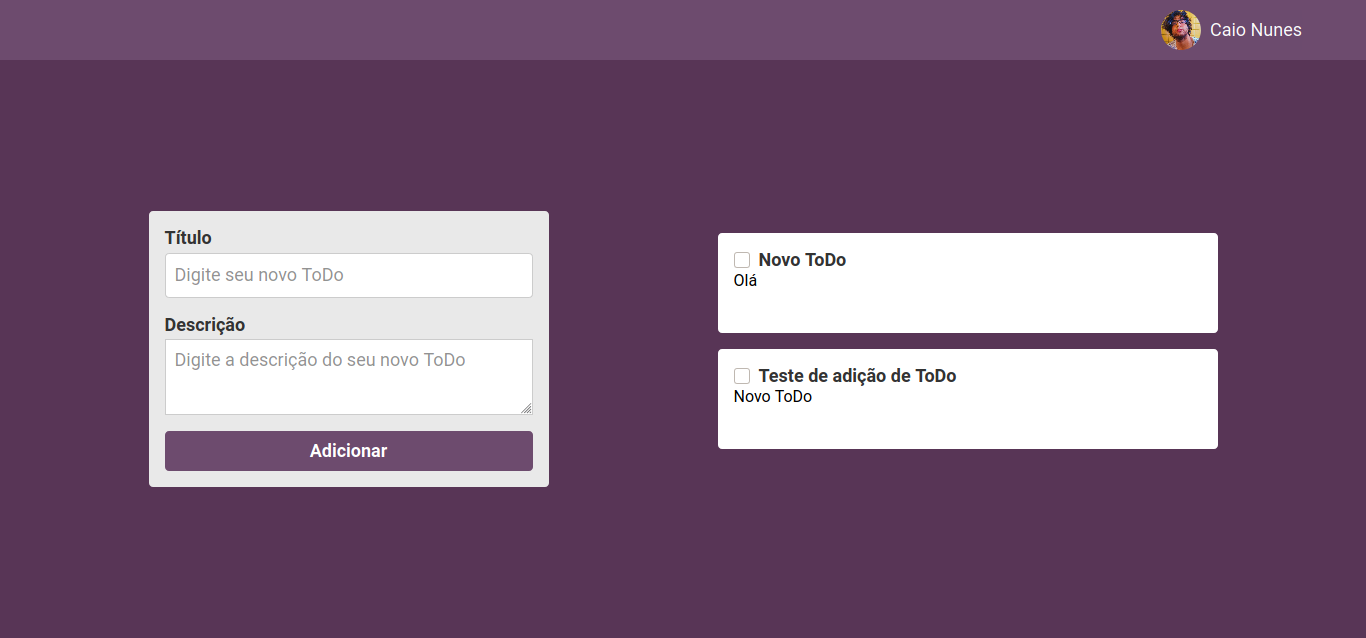 Caio Nunes
Título
Digite seu novo ToDo
Descrição
Digite a descrição do seu novo ToDo
Adicionar
Novo ToDo
Olá
Teste de adição de ToDo
Novo ToDo